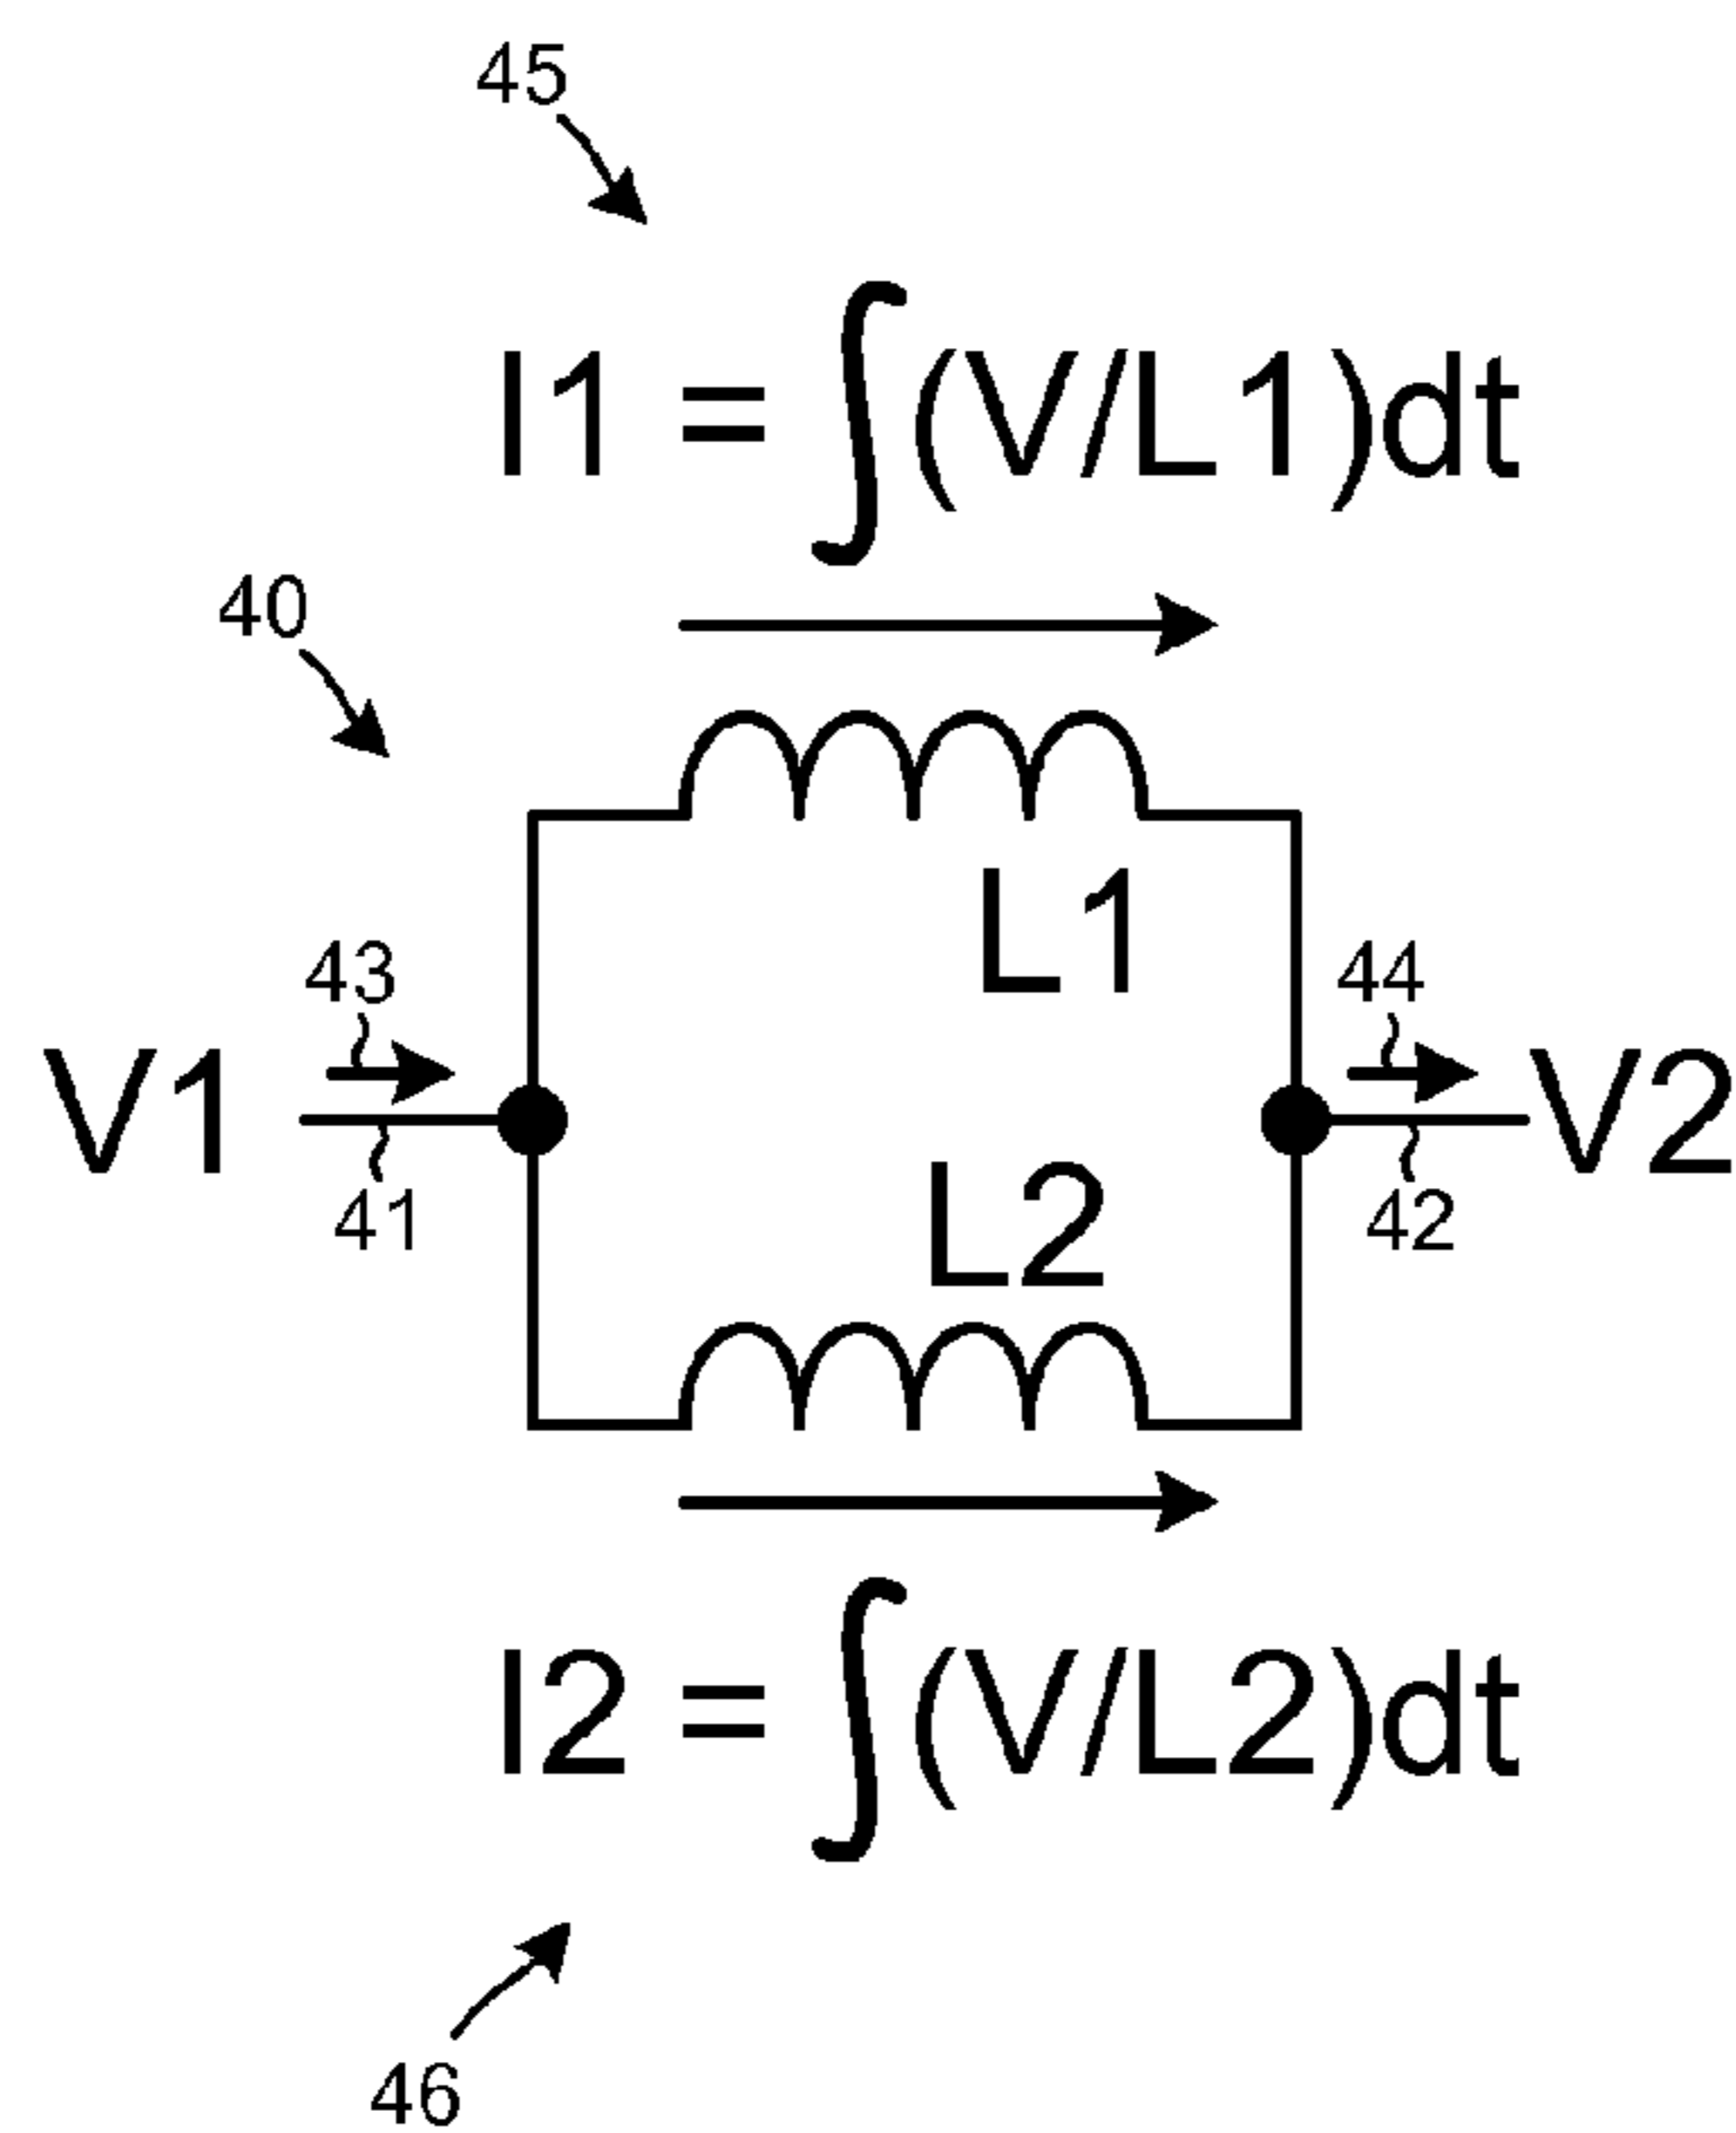 45
I1 = ∫(V/L1)dt
40
L1
43
44
V1
V2
41
42
L2
I2 = ∫(V/L2)dt
46